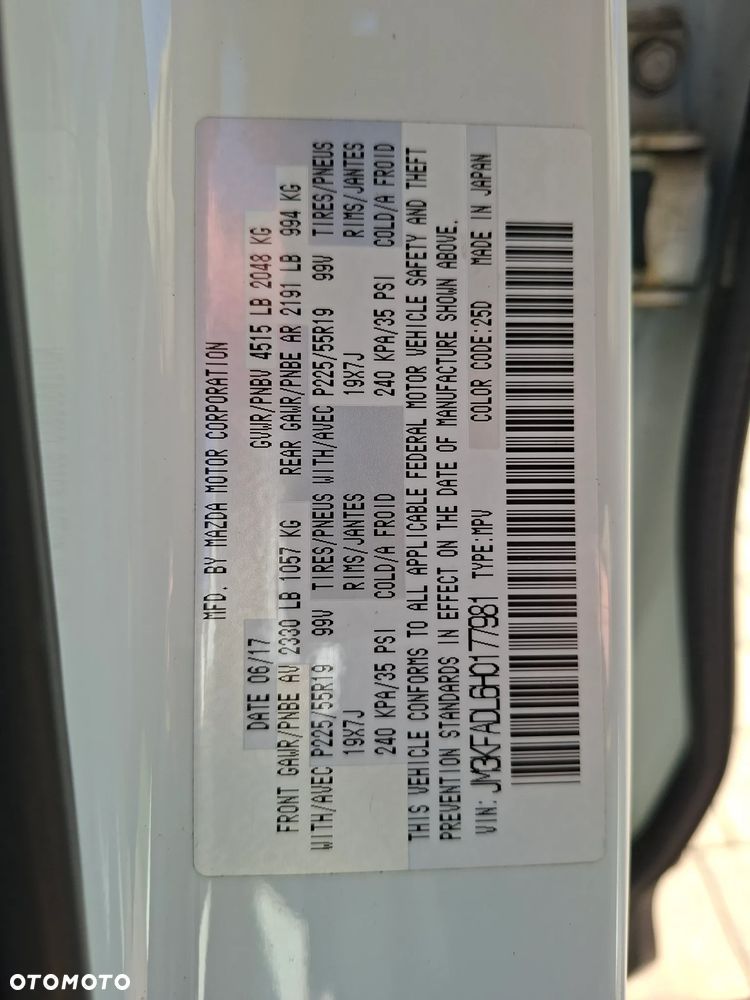 MFD. BY MAZDA MOTOR CORPORATION
DATE 06/17 GVWR/PNBV 4515 LB 2048 KG
FRONT GAWR/PNBE AV 2330 LB 1057 KG REAR GAWR/PNBE AR 2191 LB 994 KG
WITH/AVEC P225/55R19 99V TIRES/PNEUS WITH/AVEC P225/55R19 99V TIRES/PNEUS
19X7J RIMS/JANTES 19X7J RIMS/JANTES
240 KPA/35 PSI COLD/A FROID 240 KPA/35 PSI COLD/A FROID
THIS VEHICLE CONFORMS TO ALL APPLICABLE FEDERAL MOTOR VEHICLE SAFETY AND THEFT
PREVENTION STANDARDS IN EFFECT ON THE DATE OF MANUFACTURE SHOWN ABOVE.
VIN: JM3KFADL6H0177981 TYPE:MPV COLOR CODE:25D MADE IN JAPAN
OTOMOTO